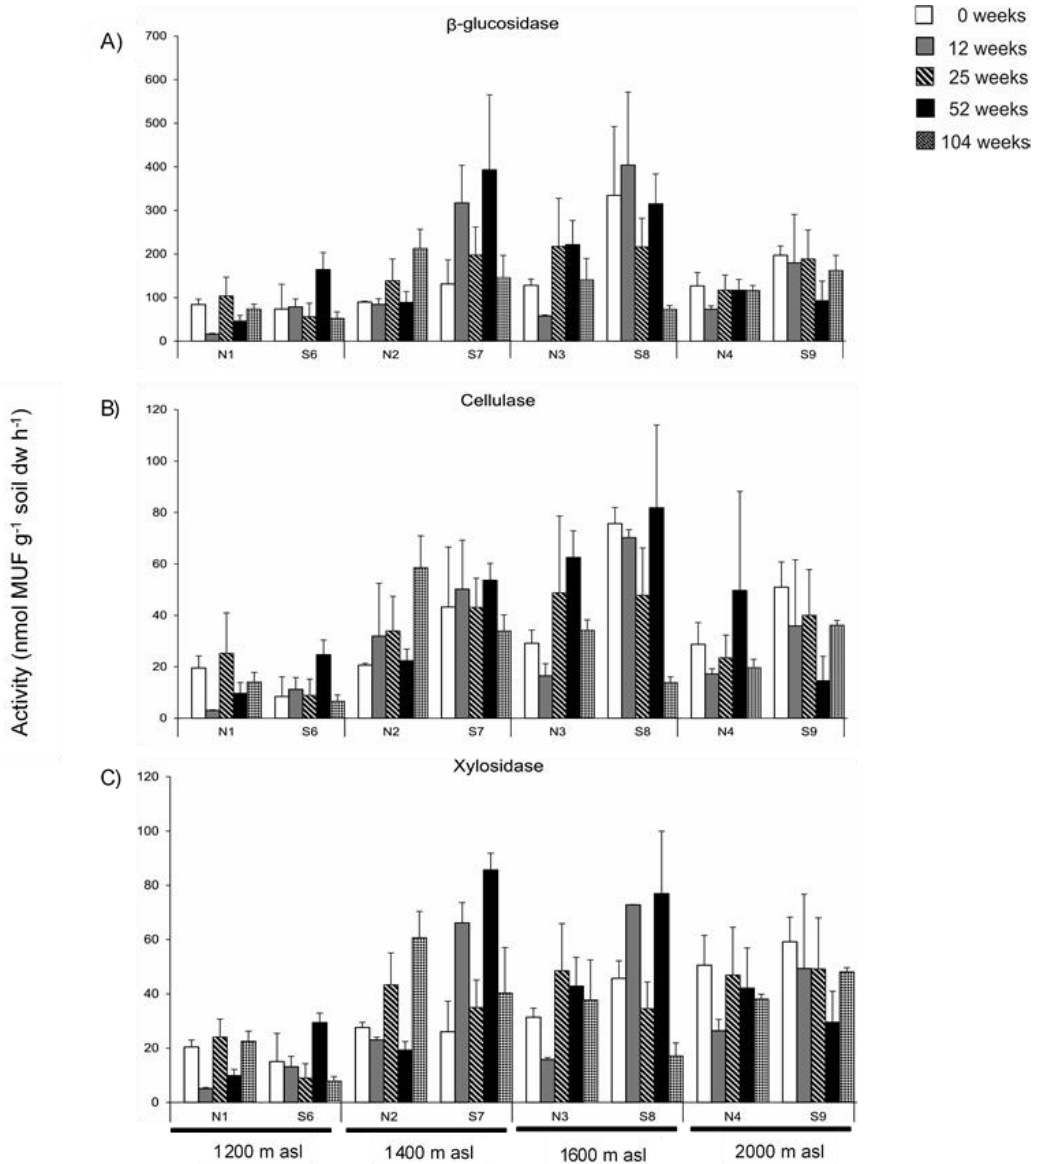 β-glucosidase
A)
700
600
500
400
300
200
100
0
N1 S6 N2 S7 N3 S8 N4 S9
0 weeks
12 weeks
25 weeks
52 weeks
104 weeks
Activity (nmol MUF g⁻¹ soil dw h⁻¹)
Cellulase
B)
120
100
80
60
40
20
0
N1 S6 N2 S7 N3 S8 N4 S9
Xylosidase
C)
120
100
80
60
40
20
0
N1 S6 N2 S7 N3 S8 N4 S9
1200 m asl 1400 m asl 1600 m asl 2000 m asl